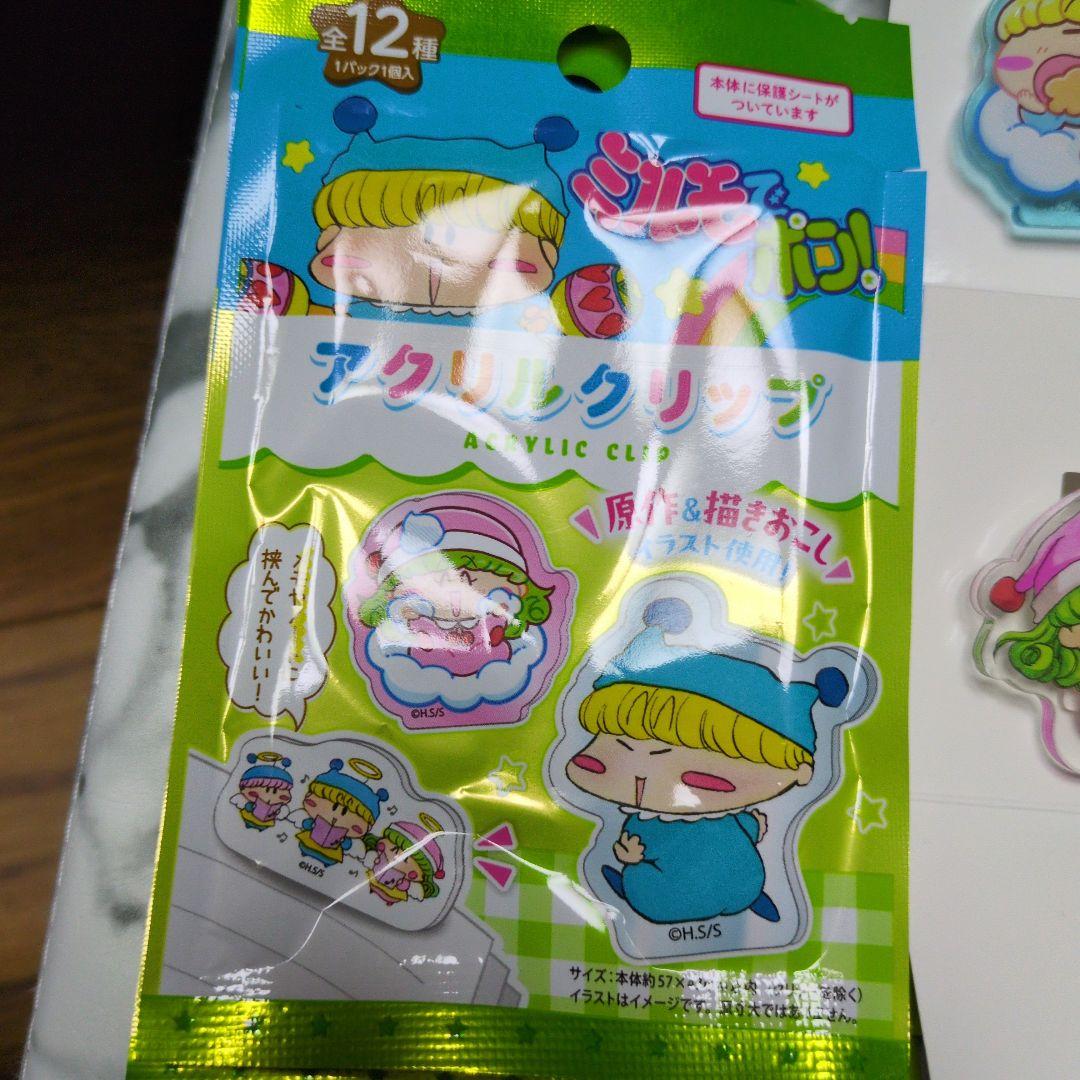 全12種
1パック1個入
本体に保護シートが
ついています
ミルモで
ポン!
アクリルクリップ
ACRYLIC CLIP
原作&描きおこし
イラスト使用!
挟んでかわいい!
©H.S/S
©H.S/S
©H.S/S
サイズ:本体約57×
を除く)
イラストはイメージです。